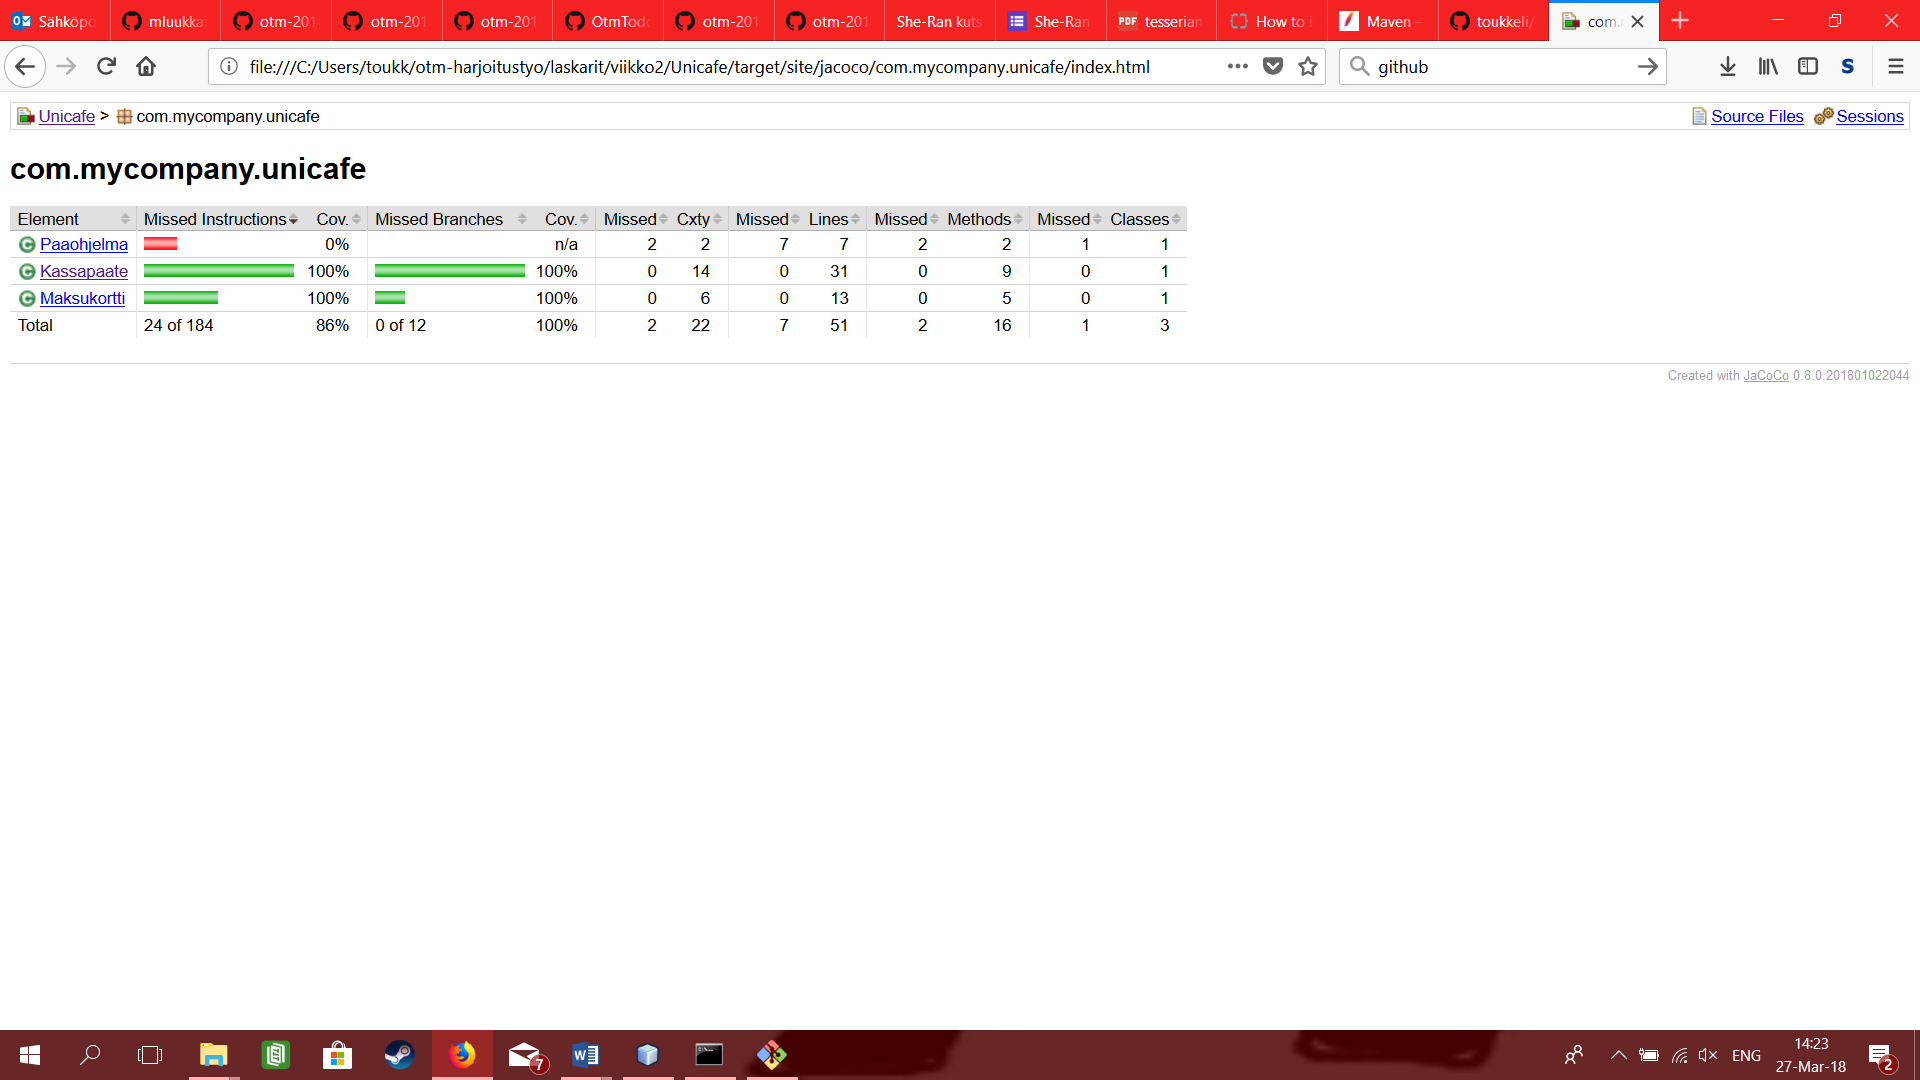 Sähköpo mluukka otm-201 otm-201 otm-201 OtmTodo otm-201 otm-201 She-Ran kuts She-Ran PDF tesserian How to i Maven – toukkeli/ com.
file:///C:/Users/toukk/otm-harjoitustyo/laskarit/viikko2/Unicafe/target/site/jacoco/com.mycompany.unicafe/index.html github S
Unicafe > com.mycompany.unicafe Source Files Sessions
com.mycompany.unicafe
Element Missed Instructions Cov. Missed Branches Cov. Missed Cxty Missed Lines Missed Methods Missed Classes
C Paaohjelma 0% n/a 2 2 7 7 2 2 1 1
C Kassapaate 100% 100% 0 14 0 31 0 9 0 1
C Maksukortti 100% 100% 0 6 0 13 0 5 0 1
Total 24 of 184 86% 0 of 12 100% 2 22 7 51 2 16 1 3
Created with JaCoCo 0.8.0.201801022044
7 ENG 14:23
27-Mar-18 2